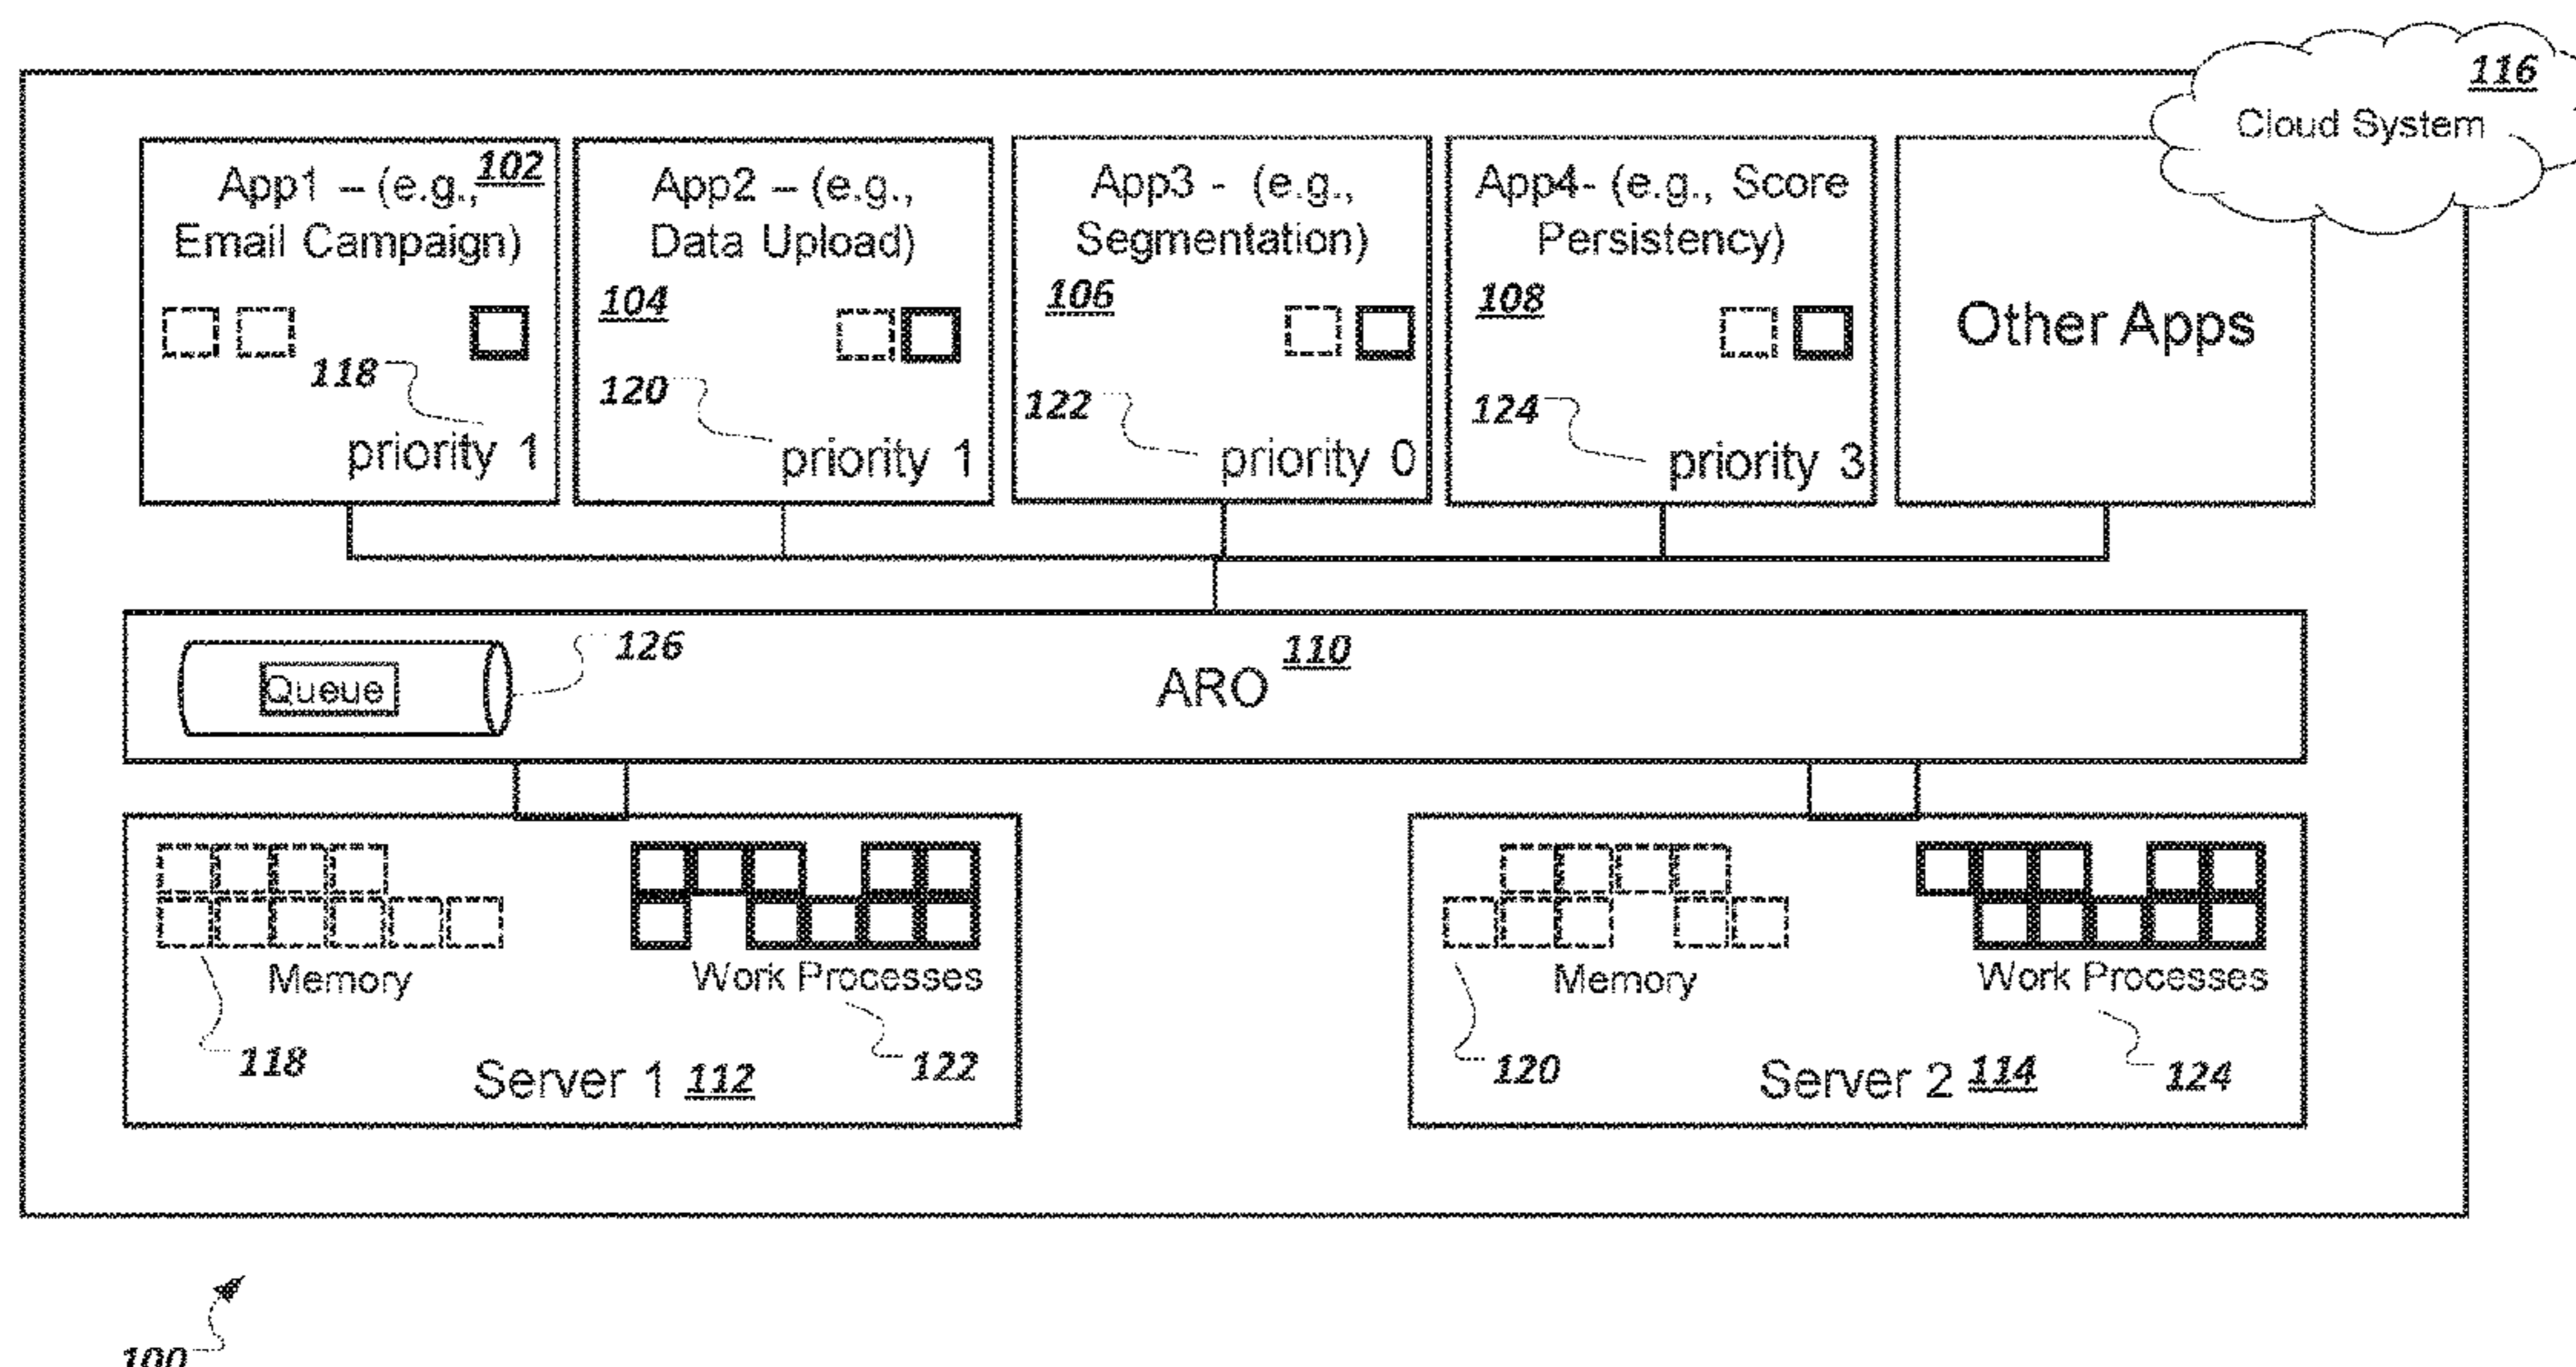 116
Cloud System
App1 – (e.g., 102
Email Campaign)
118
priority 1
App2 – (e.g.,
Data Upload)
104
120
priority 1
App3 - (e.g.,
Segmentation)
106
122
priority 0
App4- (e.g., Score
Persistency)
108
124
priority 3
Other Apps
Queue
126
ARO 110
Memory
Work Processes
118
122
Server 1 112
Memory
Work Processes
120
124
Server 2 114
100